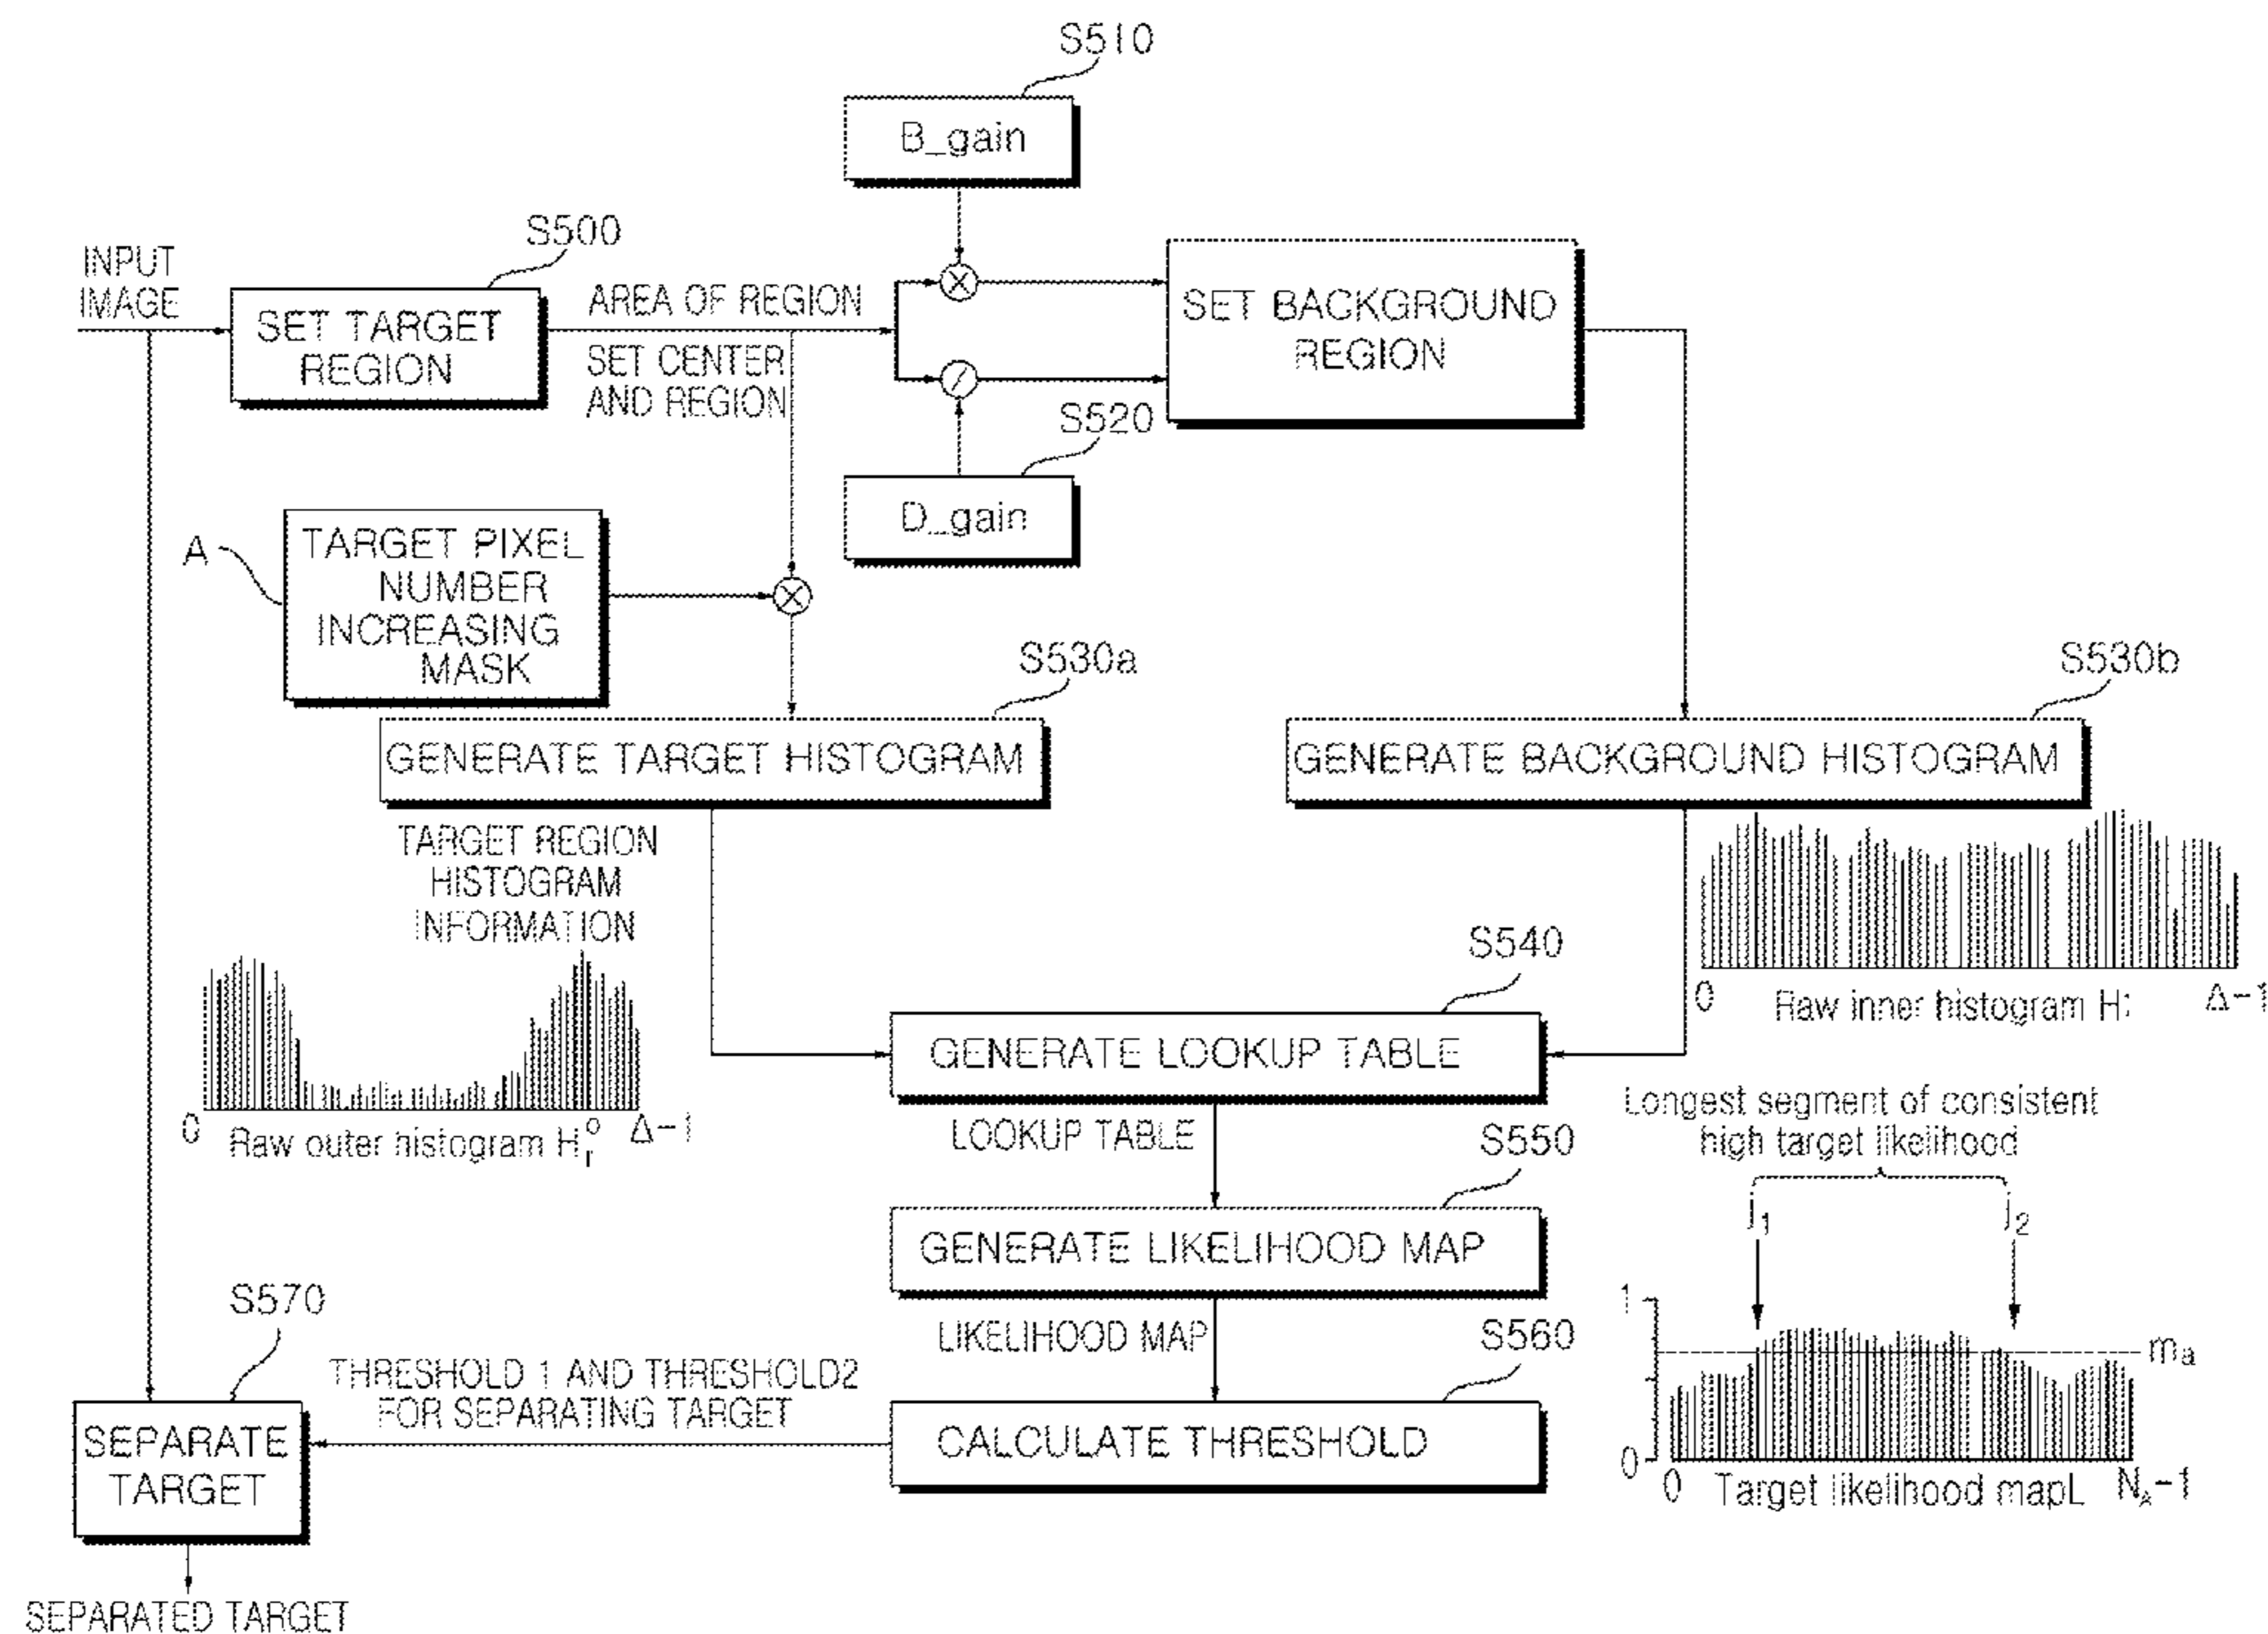 S510
B_gain
S500
INPUT
IMAGE
SET TARGET
REGION
AREA OF REGION
SET CENTER
AND REGION
SET BACKGROUND
REGION
S520
D_gain
A
TARGET PIXEL
NUMBER
INCREASING
MASK
S530a
S530b
GENERATE TARGET HISTOGRAM
GENERATE BACKGROUND HISTOGRAM
TARGET REGION
HISTOGRAM
INFORMATION
0 Raw outer histogram H_r^o Δ-1
0 Raw inner histogram Δ-1
S540
GENERATE LOOKUP TABLE
LOOKUP TABLE
Longest segment of consistent
high target likelihood
j1 j2
S550
GENERATE LIKELIHOOD MAP
LIKELIHOOD MAP
S560
S570
THRESHOLD 1 AND THRESHOLD2
FOR SEPARATING TARGET
CALCULATE THRESHOLD
SEPARATE
TARGET
SEPARATED TARGET
1
ma
0
0 Target likelihood mapL